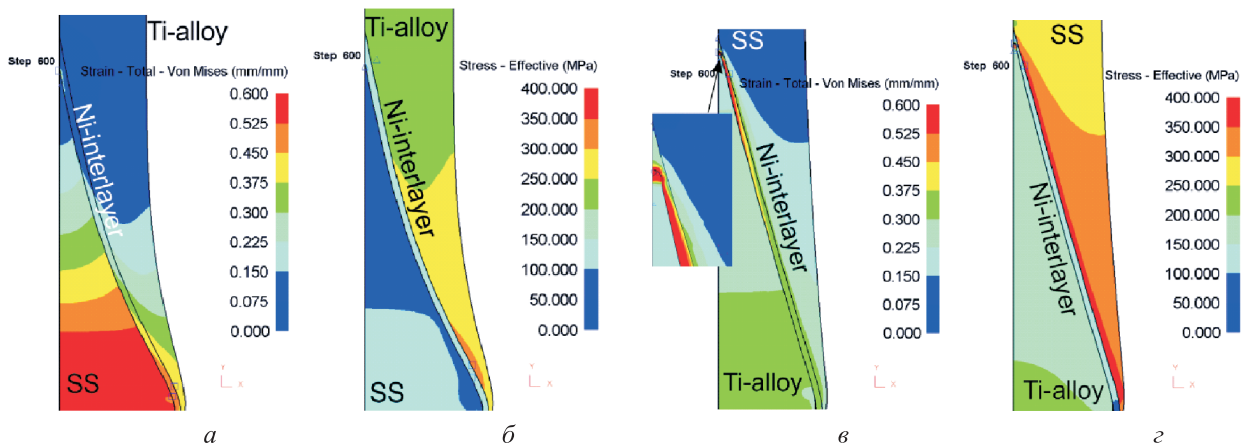 Ti-alloy
Step 600
Strain - Total - Von Mises (mm/mm)
0.600
0.525
0.450
0.375
0.300
0.225
0.150
0.075
0.000
Ni-interlayer
SS
Y
X
а
Ti-alloy
Step 600
Stress - Effective (MPa)
400.000
350.000
300.000
250.000
200.000
150.000
100.000
50.000
0.000
Ni-interlayer
SS
Y
X
б
SS
Step 600
Strain - Total - Von Mises (mm/mm)
0.600
0.525
0.450
0.375
0.300
0.225
0.150
0.075
0.000
Ni-interlayer
Ti-alloy
Y
X
в
SS
Step 600
Stress - Effective (MPa)
400.000
350.000
300.000
250.000
200.000
150.000
100.000
50.000
0.000
Ni-interlayer
Ti-alloy
Y
X
г